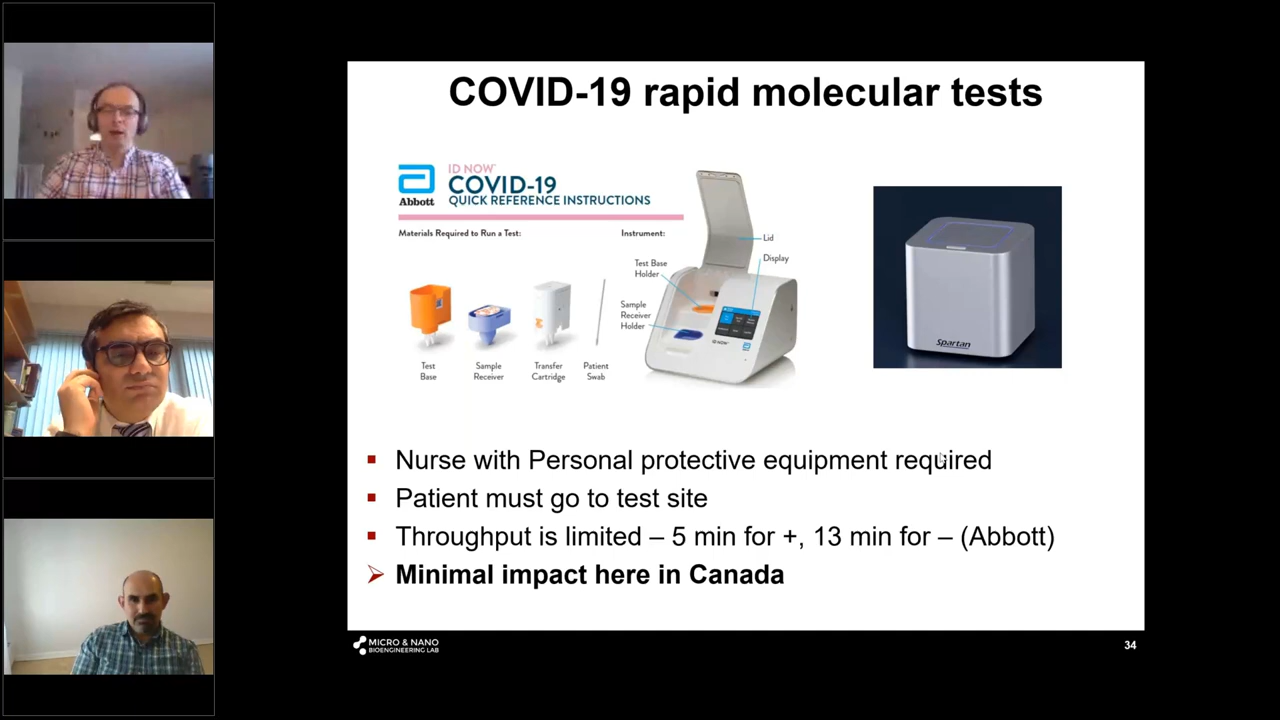 COVID-19 rapid molecular tests
ID NOW™
COVID-19
QUICK REFERENCE INSTRUCTIONS
Abbott
Materials Required to Run a Test:
Instrument:
Lid
Display
Test Base
Holder
Sample
Receiver
Holder
Test
Base
Sample
Receiver
Transfer
Cartridge
Patient
Swab
ID NOW
Spartan
▪ Nurse with Personal protective equipment required
▪ Patient must go to test site
▪ Throughput is limited – 5 min for +, 13 min for – (Abbott)
➢ Minimal impact here in Canada
MICRO & NANO
BIOENGINEERING LAB
34